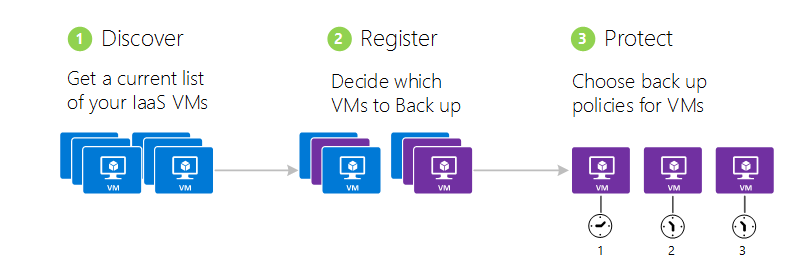 1 Discover
Get a current list
of your IaaS VMs
2 Register
Decide which
VMs to Back up
3 Protect
Choose back up
policies for VMs
VM VM
VM VM
VM VM VM
1 2 3